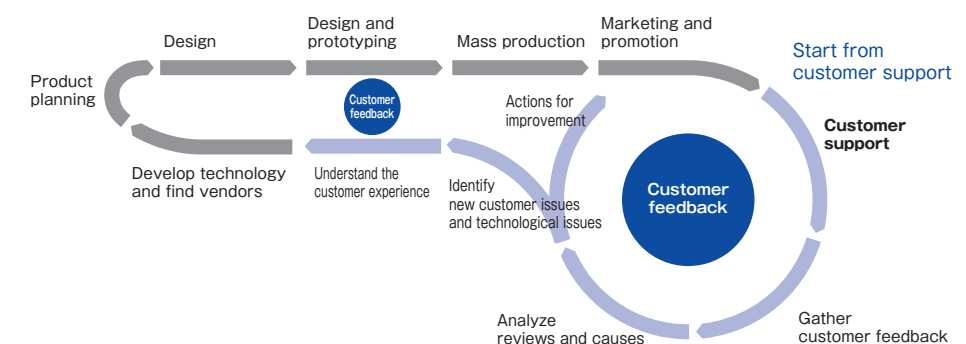 Design
Design and
prototyping
Mass production
Marketing and
promotion
Start from
customer support
Product
planning
Customer
feedback
Actions for
improvement
Customer
support
Develop technology
and find vendors
Understand the
customer experience
Identify
new customer issues
and technological issues
Customer
feedback
Analyze
reviews and causes
Gather
customer feedback